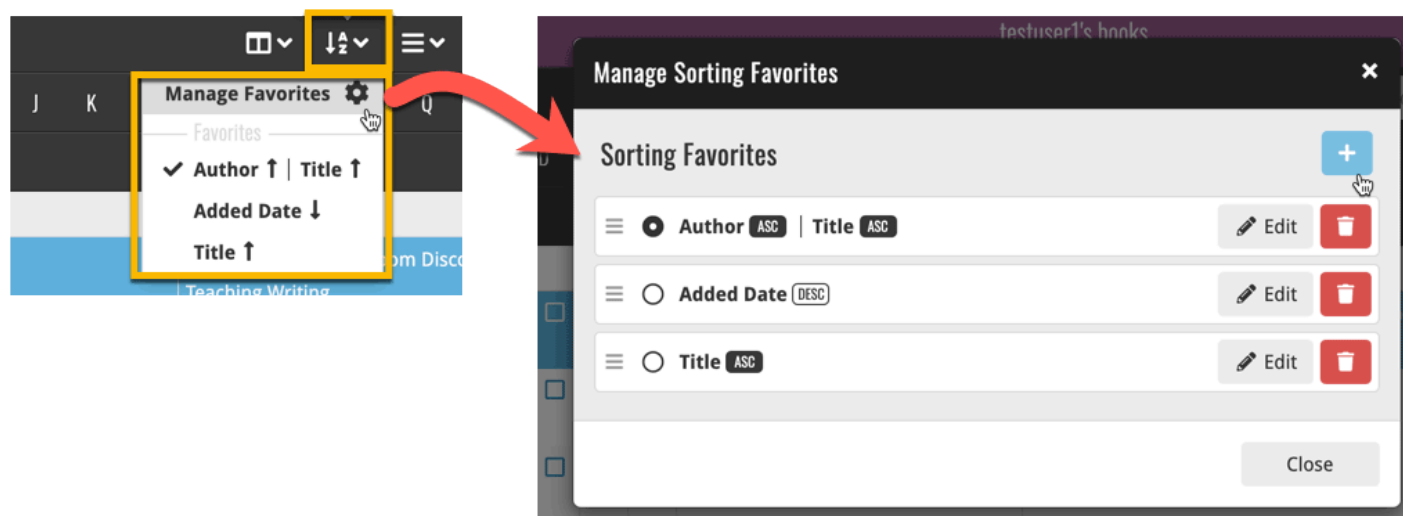 J K Q
Manage Favorites
Favorites
Author ↑ | Title ↑
Added Date ↓
Title ↑
om Disco
Teaching Writing
testuser1's books
Manage Sorting Favorites
Sorting Favorites
Author ASC | Title ASC Edit
Added Date DESC Edit
Title ASC Edit
Close